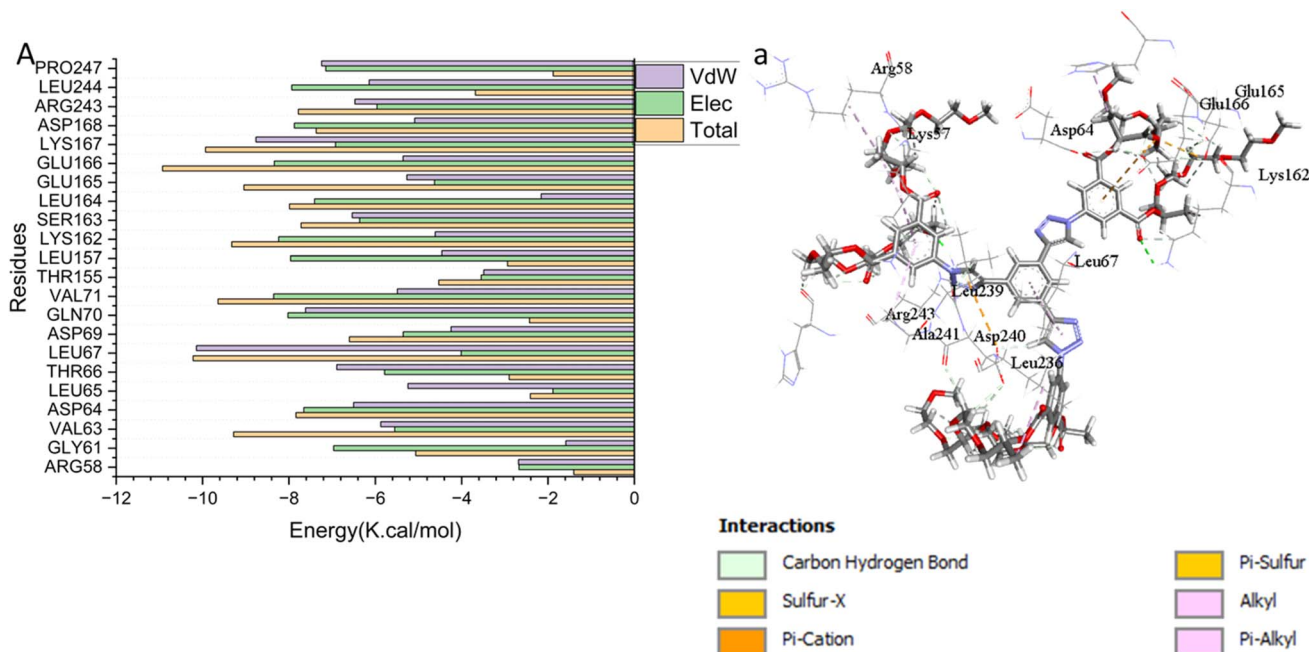 A
PRO247
LEU244
ARG243
ASP168
LYS167
GLU166
GLU165
LEU164
SER163
LYS162
LEU157
THR155
VAL71
GLN70
ASP69
LEU67
THR66
LEU65
ASP64
VAL63
GLY61
ARG58
Residues
−12 −10 −8 −6 −4 −2 0
Energy(K.cal/mol)
VdW
Elec
Total
a
Arg58
Lys57
Glu165
Glu166
Asp64
Lys162
Leu67
Leu239
Arg243
Ala241
Asp240
Leu236
Interactions
Carbon Hydrogen Bond
Sulfur-X
Pi-Cation
Pi-Sulfur
Alkyl
Pi-Alkyl